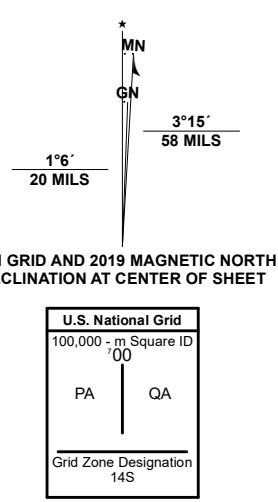 ★
MN
GN
3°15´
58 MILS
1°6´
20 MILS
GRID AND 2019 MAGNETIC NORTH
CLINATION AT CENTER OF SHEET
U.S. National Grid
100,000 - m Square ID
⁷00
PA QA
Grid Zone Designation
14S